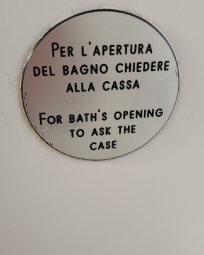 PER L'APERTURA
DEL BAGNO CHIEDERE
ALLA CASSA
FOR BATH'S OPENING
TO ASK THE
CASE